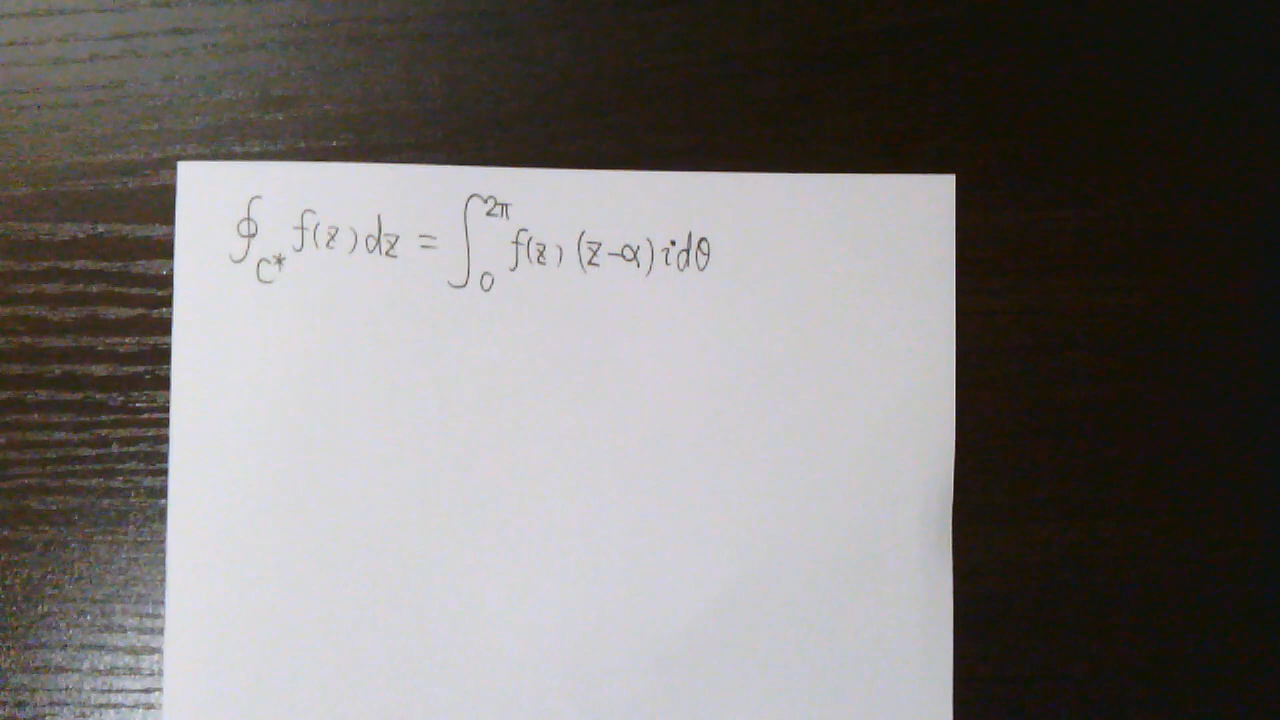 ∮_{C*} f(z) dz = ∫_0^{2π} f(z) (z-α) i dθ